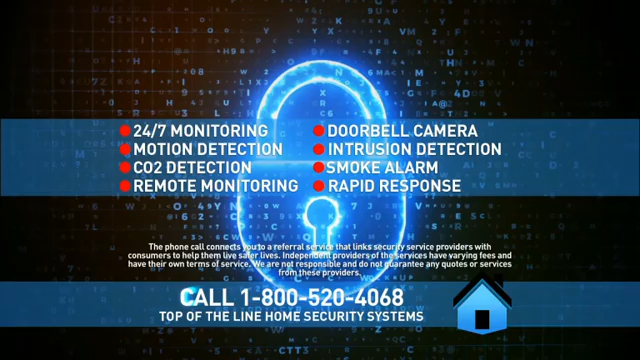 24/7 MONITORING
MOTION DETECTION
CO2 DETECTION
REMOTE MONITORING
DOORBELL CAMERA
INTRUSION DETECTION
SMOKE ALARM
RAPID RESPONSE
The phone call connects you to a referral service that links security service providers with
consumers to help them live safer lives. Independent providers of the services have varying fees and
have their own terms of service. We are not responsible and do not guarantee any quotes or services
from these providers.
CALL 1-800-520-4068
TOP OF THE LINE HOME SECURITY SYSTEMS